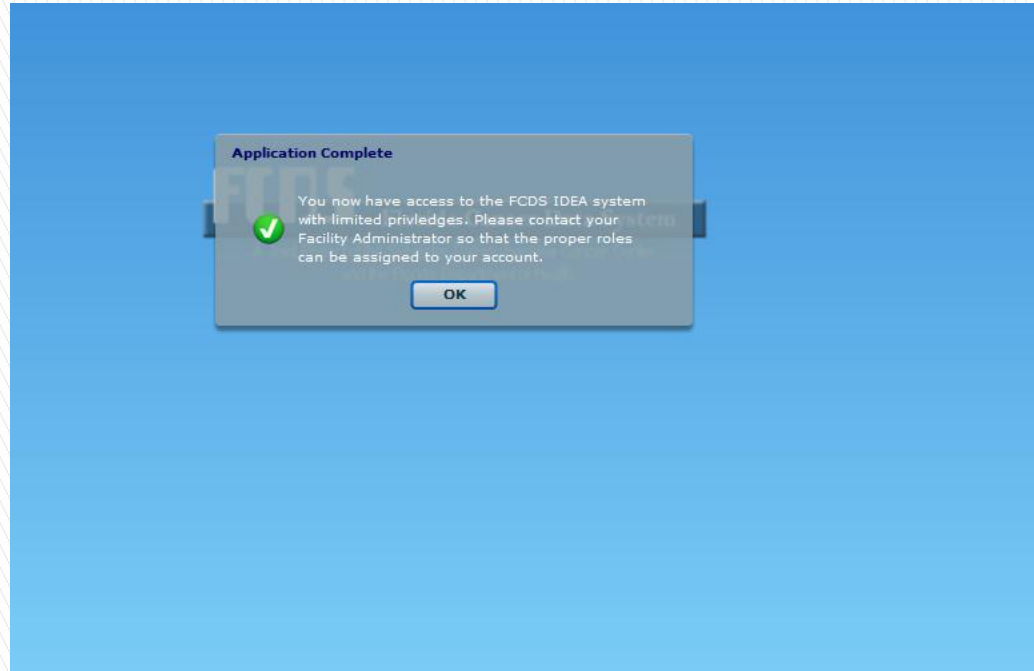 Application Complete
FCDS
You now have access to the FCDS IDEA system
with limited privledges. Please contact your
Facility Administrator so that the proper roles
can be assigned to your account.
OK